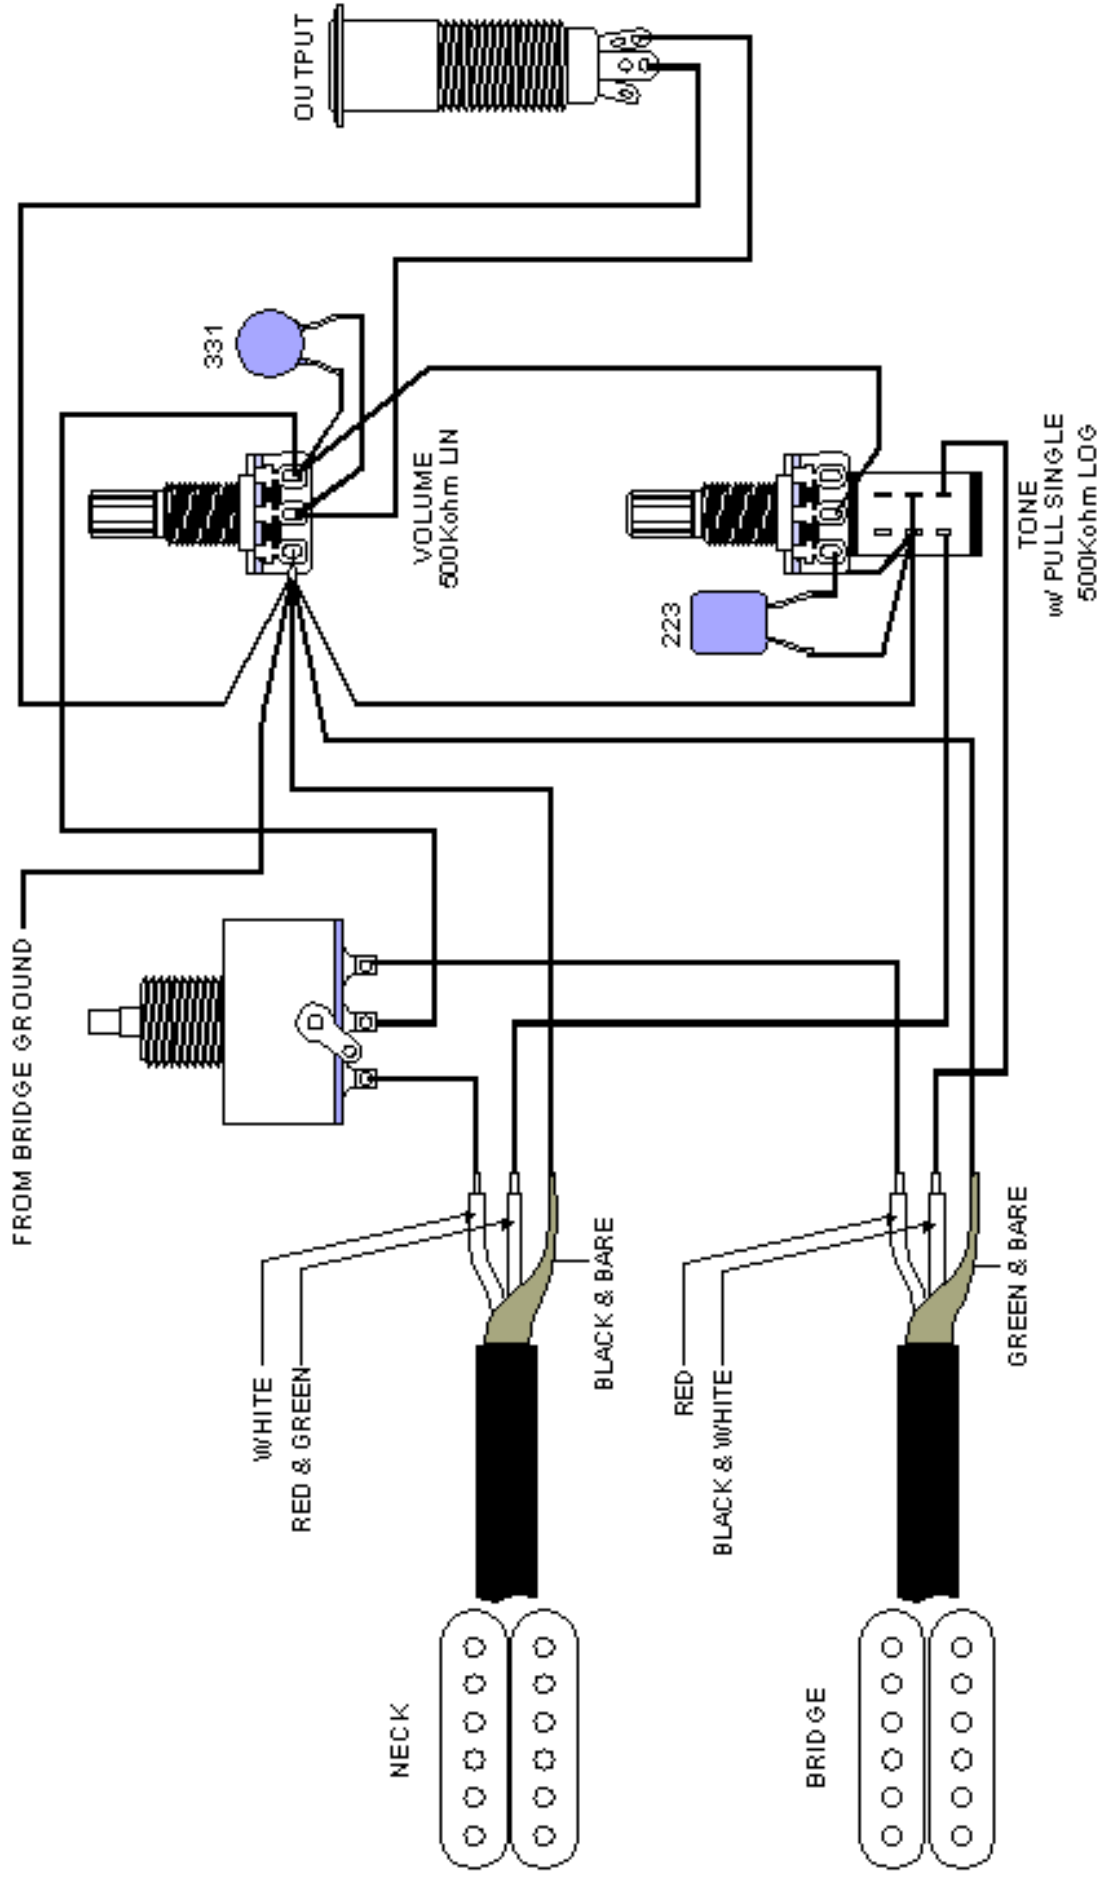 OUTPUT
331
VOLUME
500Kohm LIN
223
TONE
w/ PULL SINGLE
500Kohm LOG
FROM BRIDGE GROUND
WHITE
RED & GREEN
BLACK & BARE
RED
BLACK & WHITE
GREEN & BARE
NECK
BRIDGE